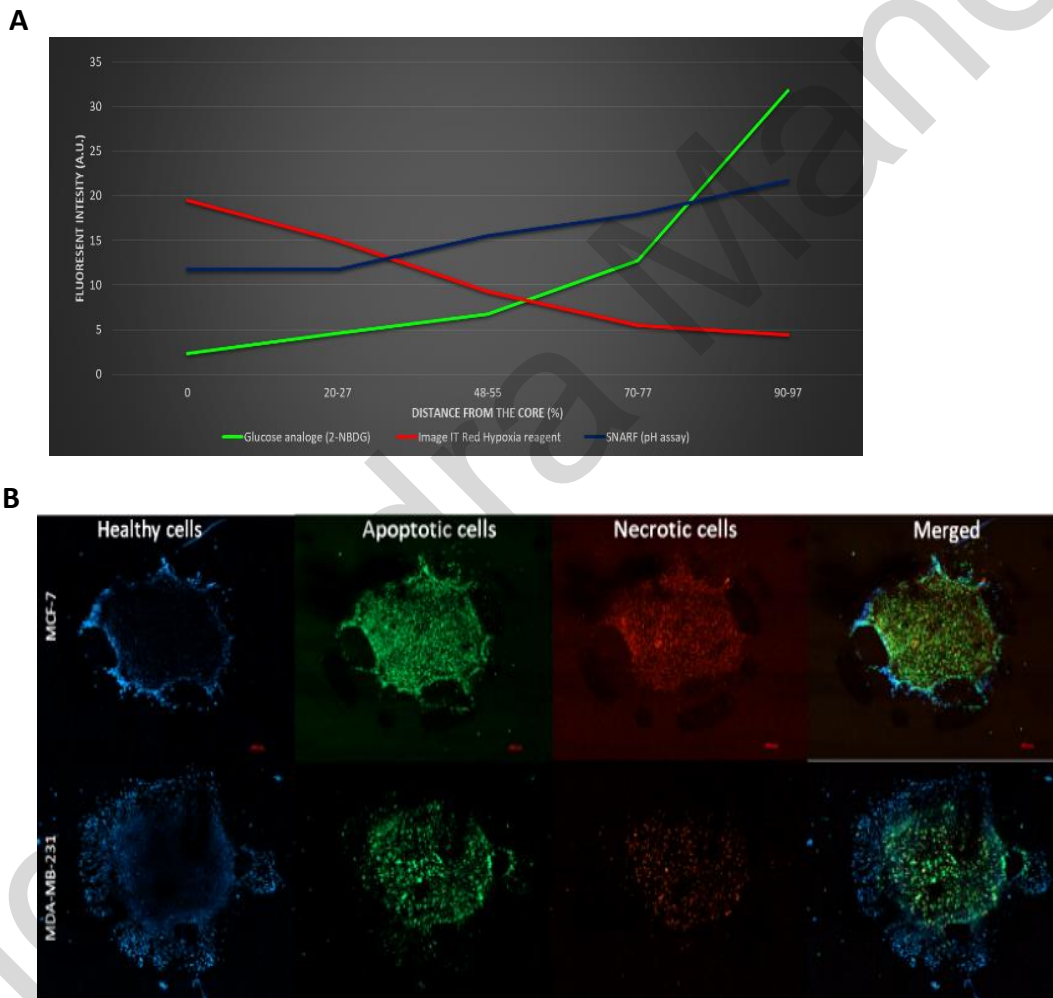 A
FLUORESENT INTESITY (A.U.)
35
30
25
20
15
10
5
0
0 20-27 48-55 70-77 90-97
DISTANCE FROM THE CORE (%)
Glucose analoge (2-NBDG) Image IT Red Hypoxia reagent SNARF (pH assay)
B
Healthy cells Apoptotic cells Necrotic cells Merged
MCF-7
MDA-MB-231